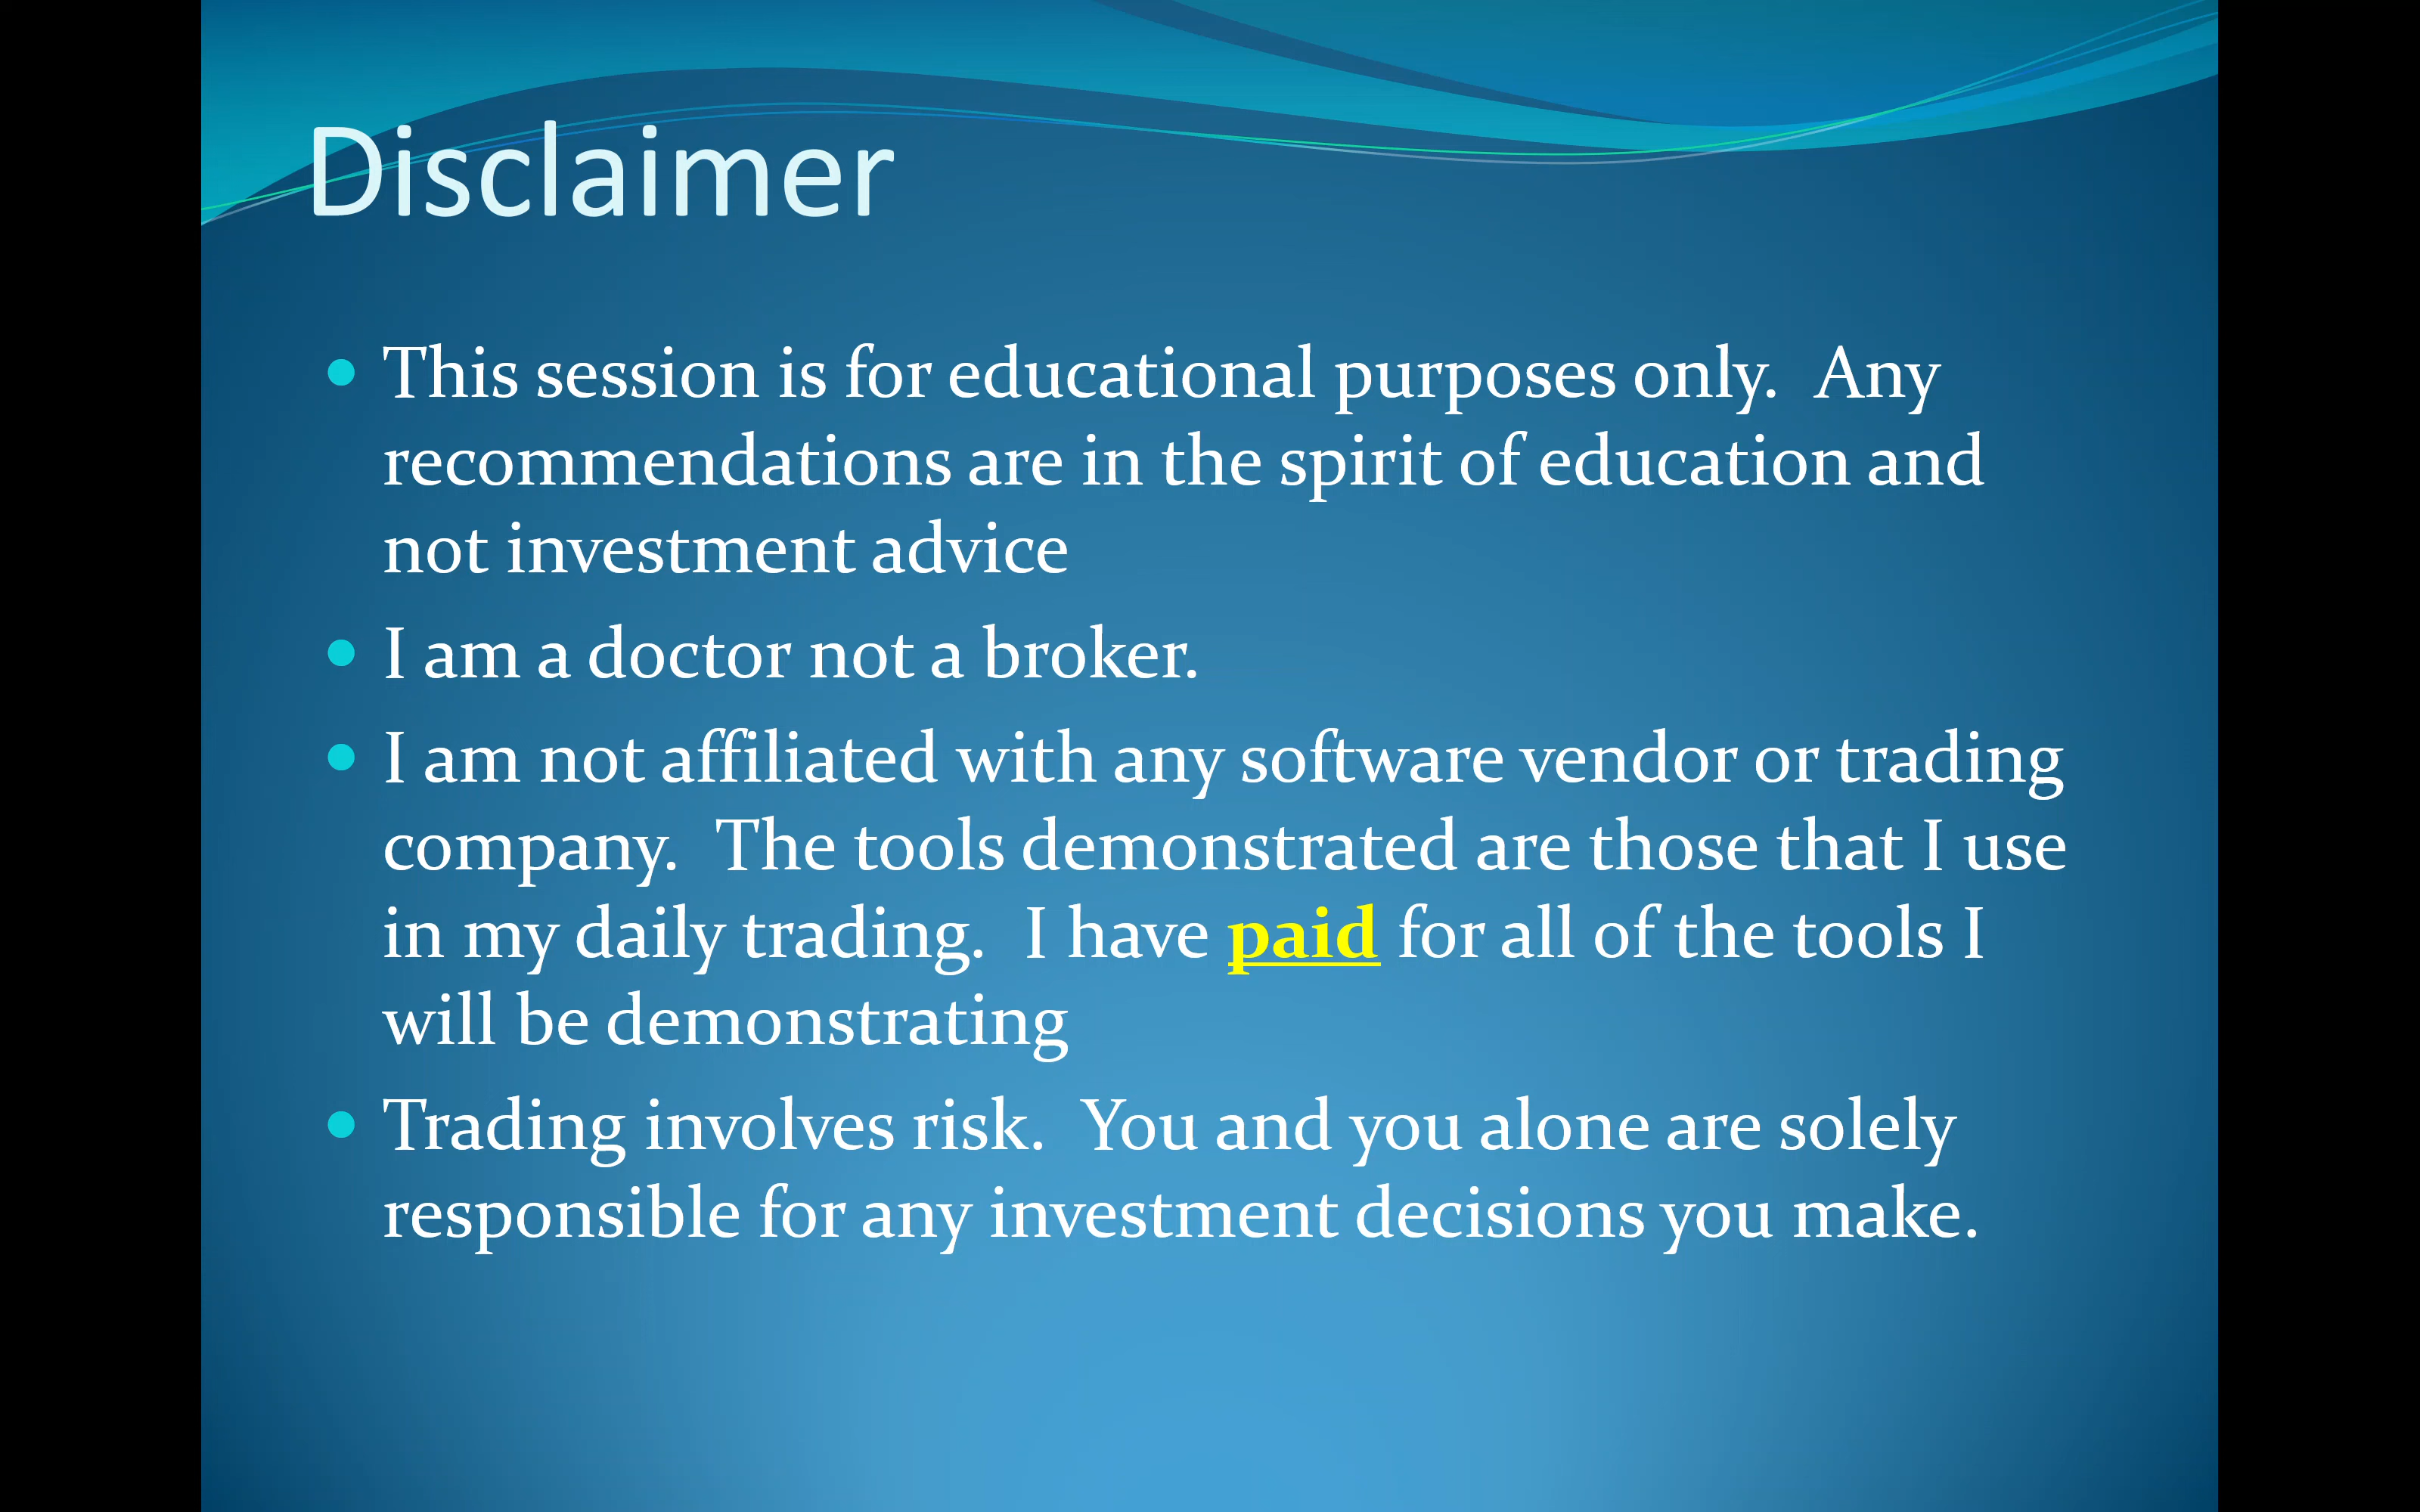 Disclaimer
This session is for educational purposes only.  Any
recommendations are in the spirit of education and
not investment advice
I am a doctor not a broker.
I am not affiliated with any software vendor or trading
company.  The tools demonstrated are those that I use
in my daily trading.  I have paid for all of the tools I
will be demonstrating
Trading involves risk.  You and you alone are solely
responsible for any investment decisions you make.